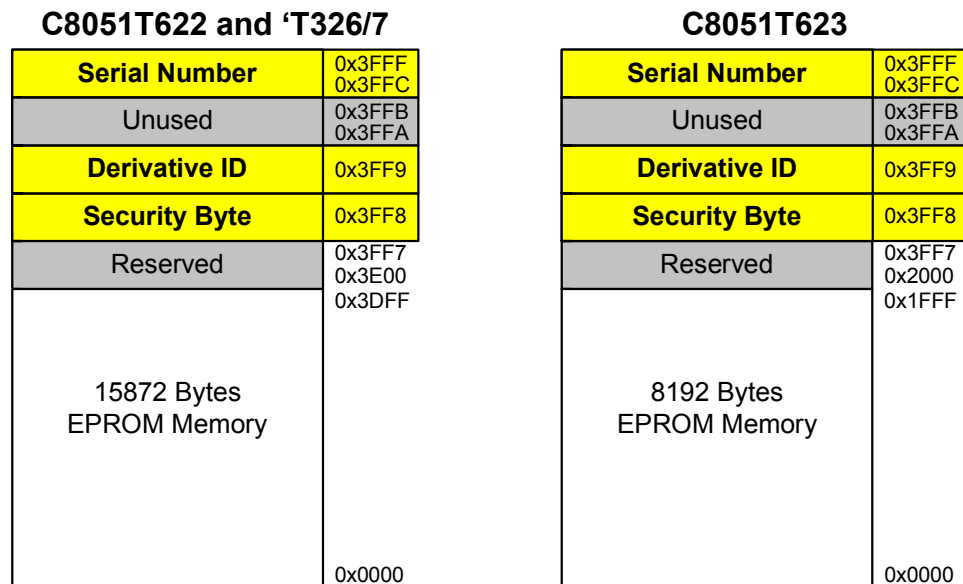 C8051T622 and ‘T326/7
Serial Number
0x3FFF
0x3FFC
Unused
0x3FFB
0x3FFA
Derivative ID
0x3FF9
Security Byte
0x3FF8
Reserved
0x3FF7
0x3E00
0x3DFF
15872 Bytes
EPROM Memory
0x0000
C8051T623
Serial Number
0x3FFF
0x3FFC
Unused
0x3FFB
0x3FFA
Derivative ID
0x3FF9
Security Byte
0x3FF8
Reserved
0x3FF7
0x2000
0x1FFF
8192 Bytes
EPROM Memory
0x0000